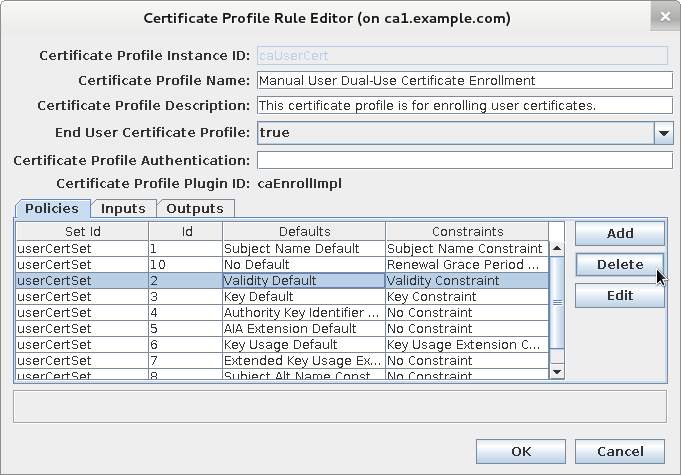 Certificate Profile Rule Editor (on ca1.example.com)
Certificate Profile Instance ID: caUserCert
Certificate Profile Name: Manual User Dual-Use Certificate Enrollment
Certificate Profile Description: This certificate profile is for enrolling user certificates.
End User Certificate Profile: true
Certificate Profile Authentication:
Certificate Profile Plugin ID: caEnrollImpl
Policies Inputs Outputs
Set Id Id Defaults Constraints
userCertSet 1 Subject Name Default Subject Name Constraint
userCertSet 10 No Default Renewal Grace Period ...
userCertSet 2 Validity Default Validity Constraint
userCertSet 3 Key Default Key Constraint
userCertSet 4 Authority Key Identifier ... No Constraint
userCertSet 5 AIA Extension Default No Constraint
userCertSet 6 Key Usage Default Key Usage Extension C...
userCertSet 7 Extended Key Usage Ex... No Constraint
userCertSet 8 Subject Alt Name Const... No Constraint
Add
Delete
Edit
OK Cancel